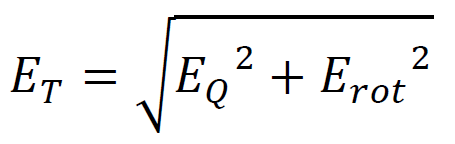 E_T = √(E_Q² + E_rot²)